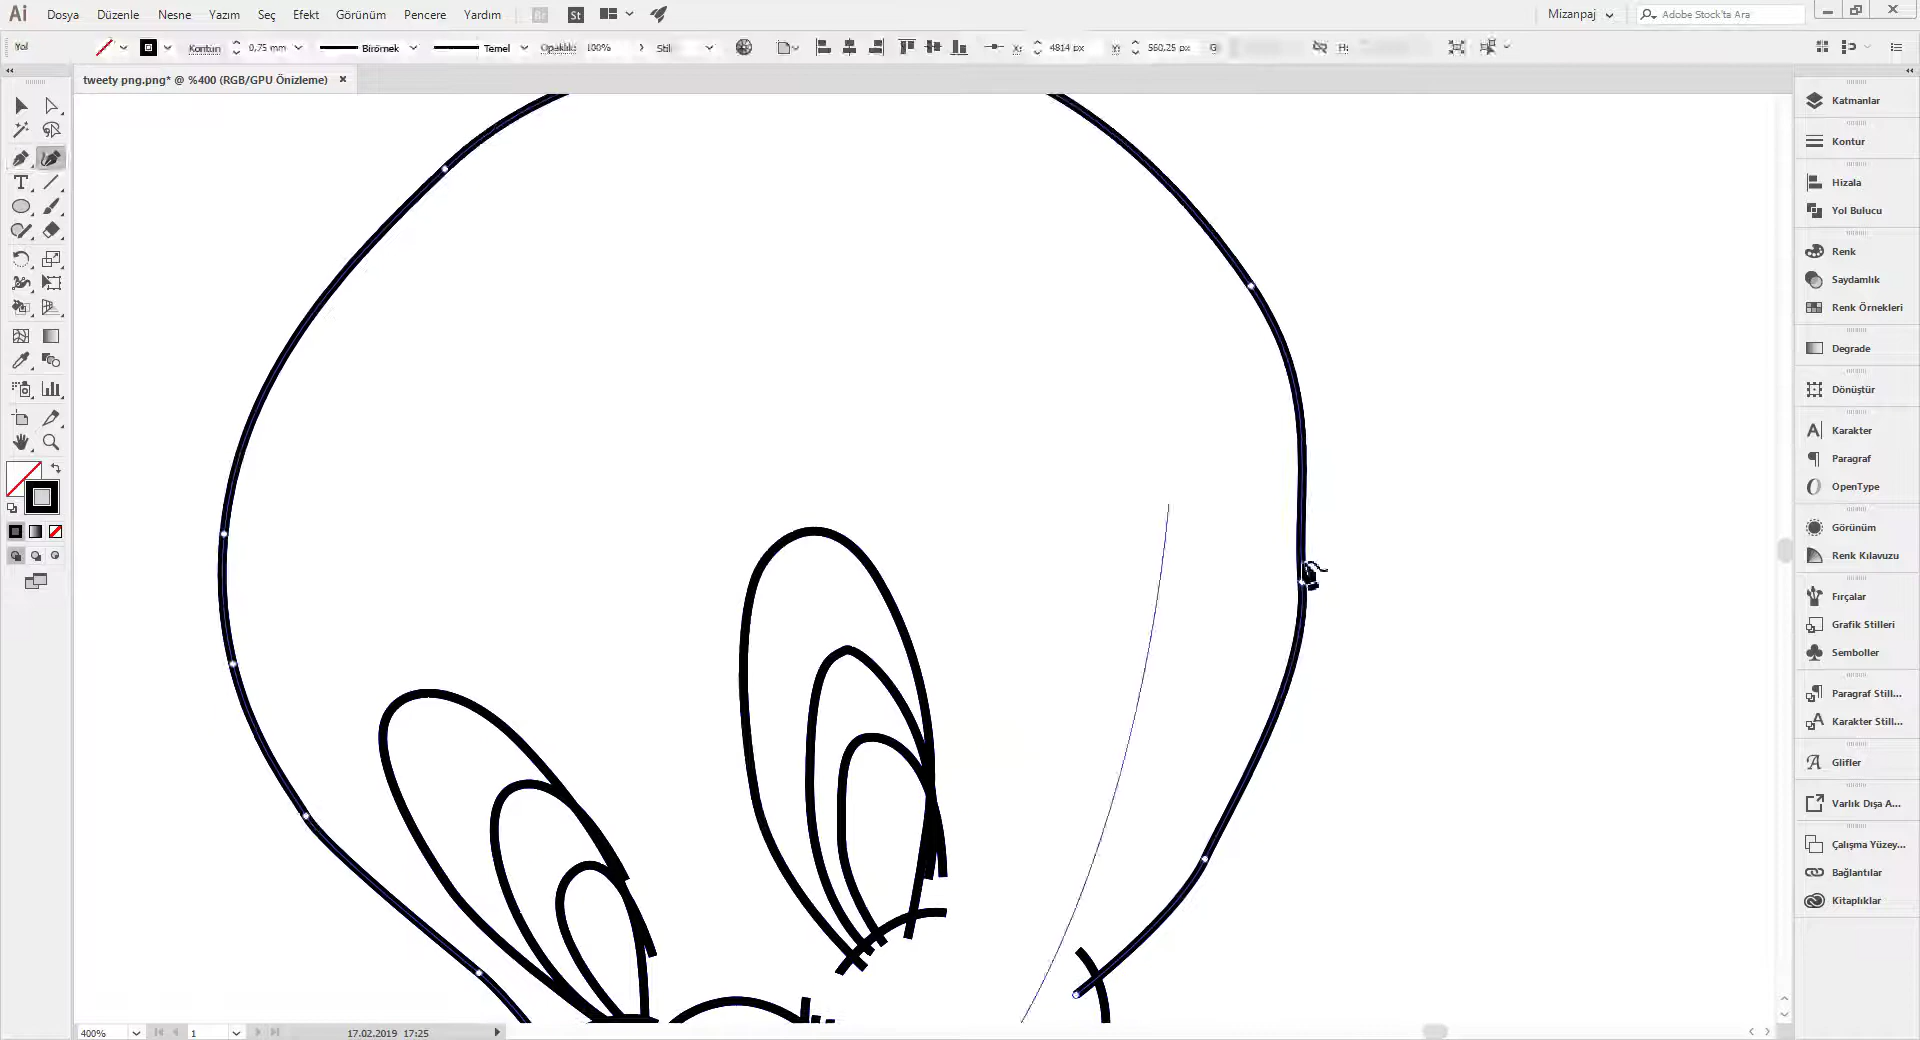 Ai Dosya Düzenle Nesne Yazım Seç Efekt Görünüm Pencere Yardım Br St Mizanpaj Adobe Stock'ta Ara
Yol Kontur: 0,75 mm Birörnek Temel Opaklık: 100% Stil X: 4814 px Y: 560,25 px G H:
tweety png.png* @ %400 (RGB/GPU Önizleme)
Katmanlar
Kontur
Hizala
Yol Bulucu
Renk
Saydamlık
Renk Örnekleri
Degrade
Dönüştür
Karakter
Paragraf
OpenType
Görünüm
Renk Kılavuzu
Fırçalar
Grafik Stilleri
Semboller
Paragraf Still...
Karakter Still...
Glifler
Varlık Dışa A...
Çalışma Yüzey...
Bağlantılar
Kitaplıklar
400% 1 17.02.2019 17:25